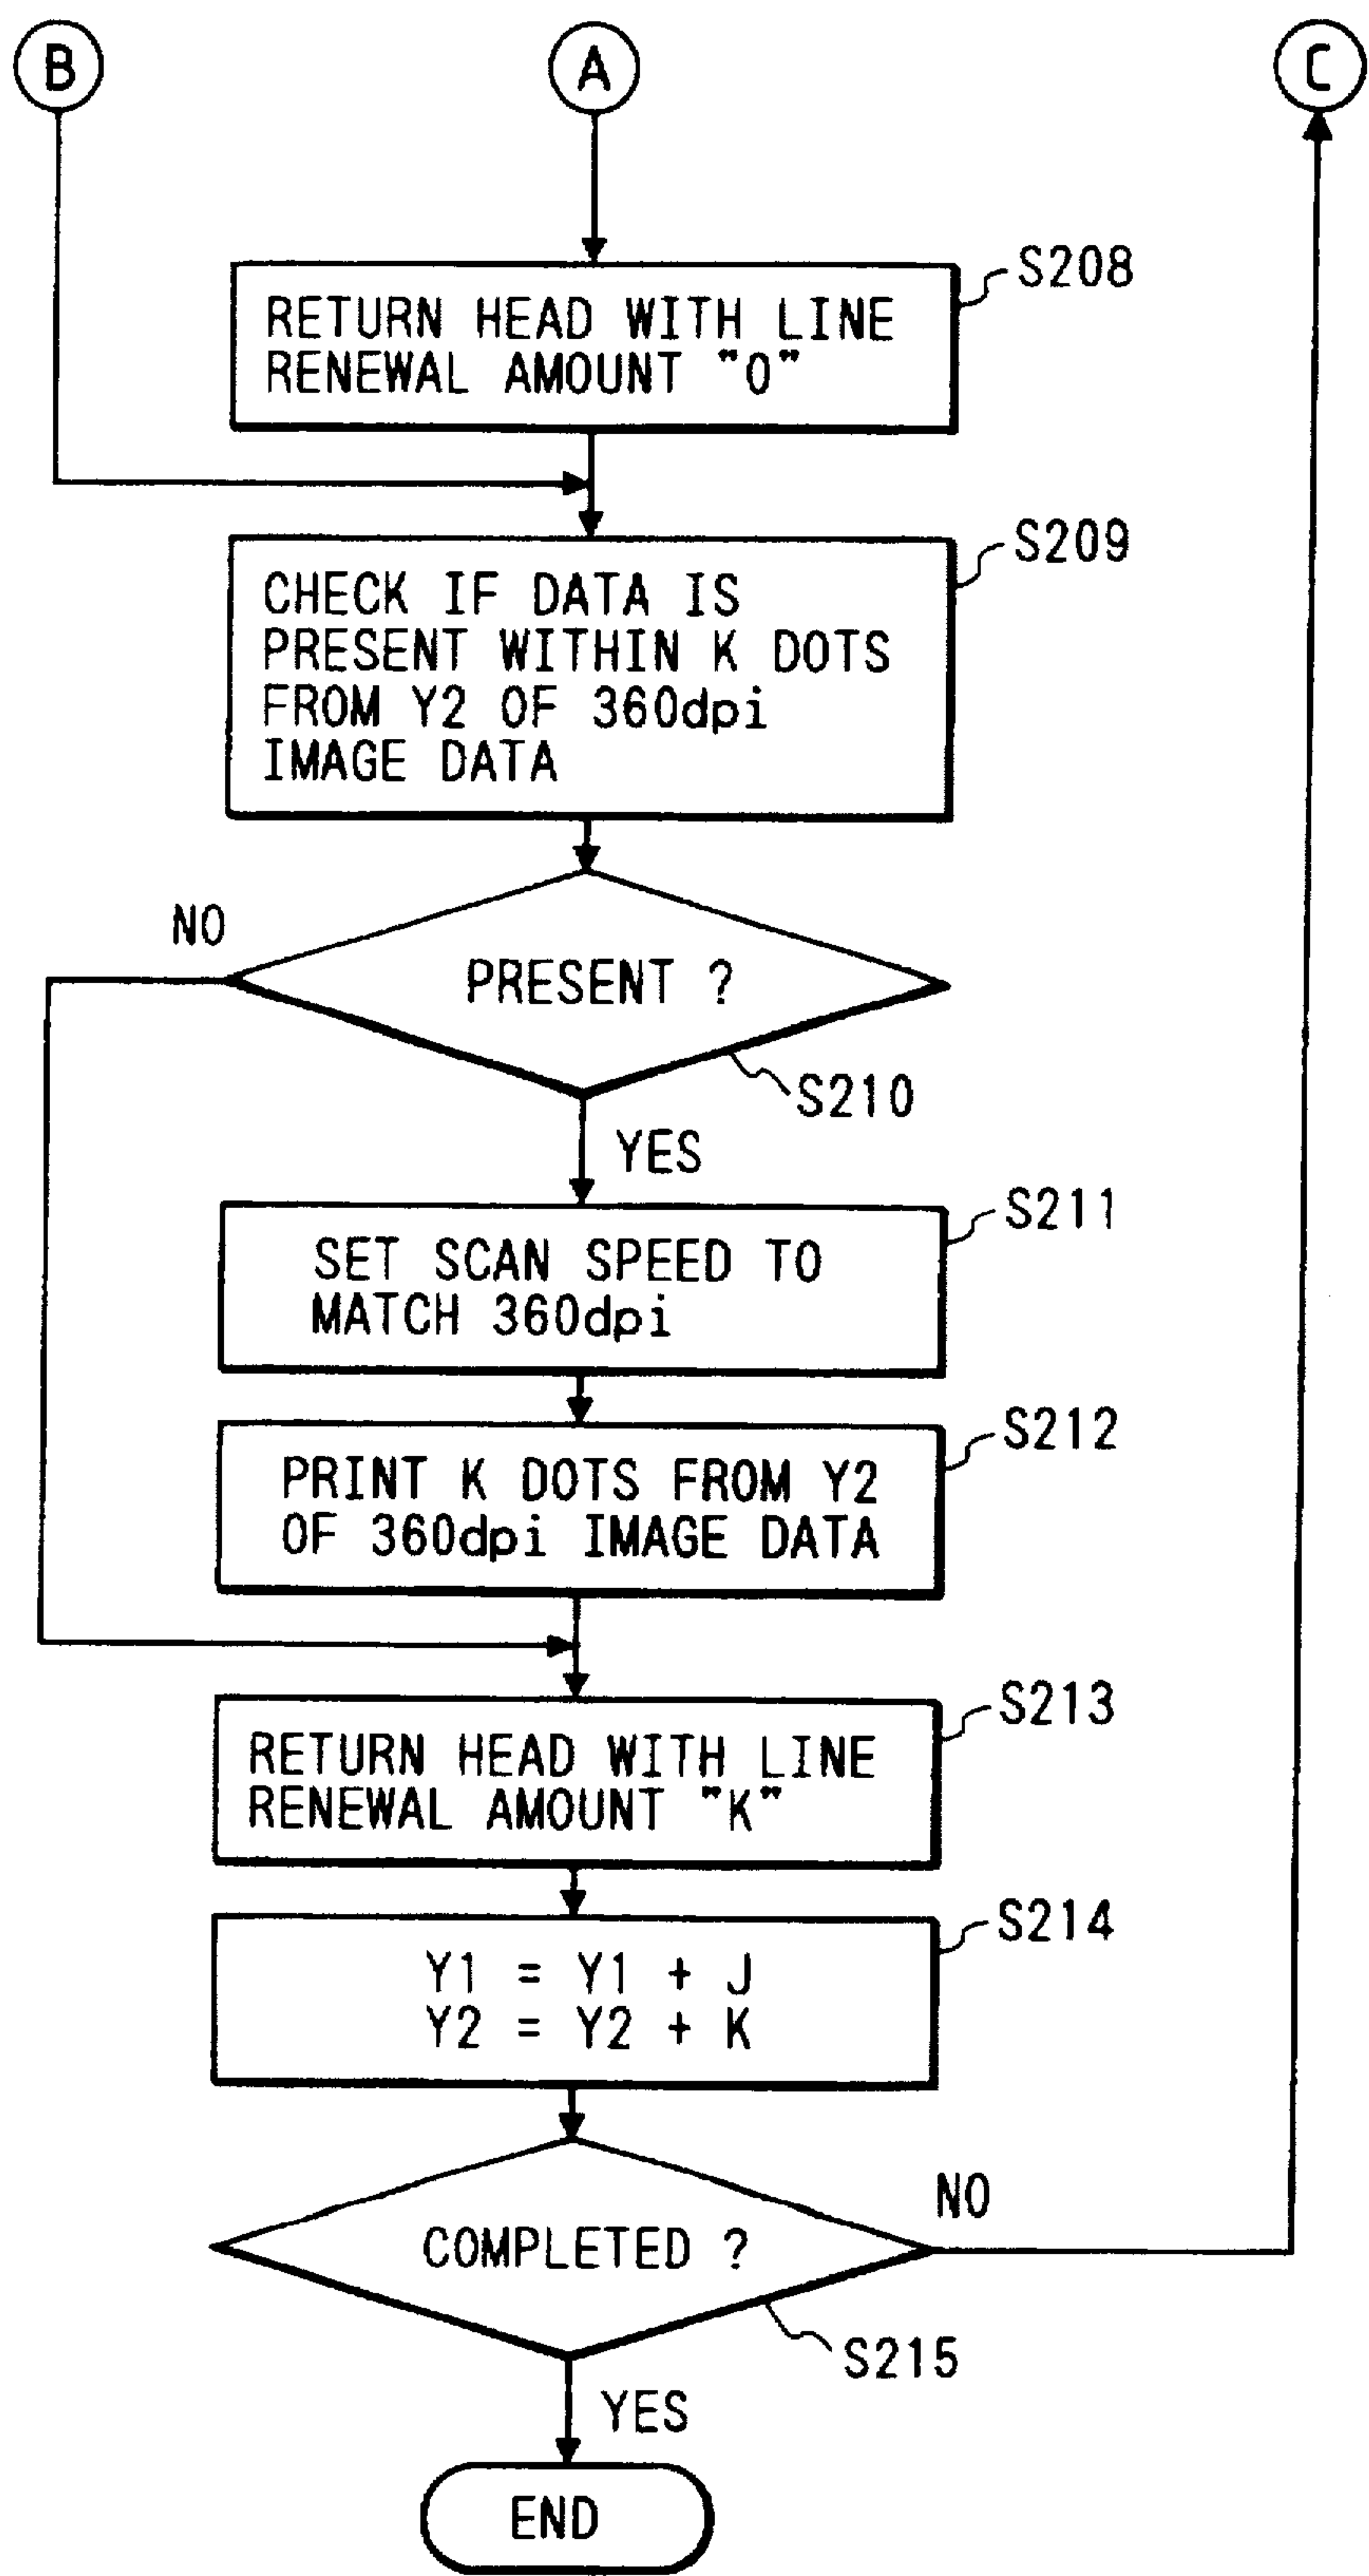 B
A
C
S208
RETURN HEAD WITH LINE
RENEWAL AMOUNT "0"
S209
CHECK IF DATA IS
PRESENT WITHIN K DOTS
FROM Y2 OF 360dpi
IMAGE DATA
NO
PRESENT ?
S210
YES
S211
SET SCAN SPEED TO
MATCH 360dpi
S212
PRINT K DOTS FROM Y2
OF 360dpi IMAGE DATA
S213
RETURN HEAD WITH LINE
RENEWAL AMOUNT "K"
S214
Y1 = Y1 + J
Y2 = Y2 + K
NO
COMPLETED ?
S215
YES
END